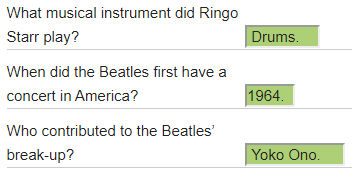 What musical instrument did Ringo
Starr play? Drums.
When did the Beatles first have a
concert in America? 1964.
Who contributed to the Beatles’
break-up? Yoko Ono.